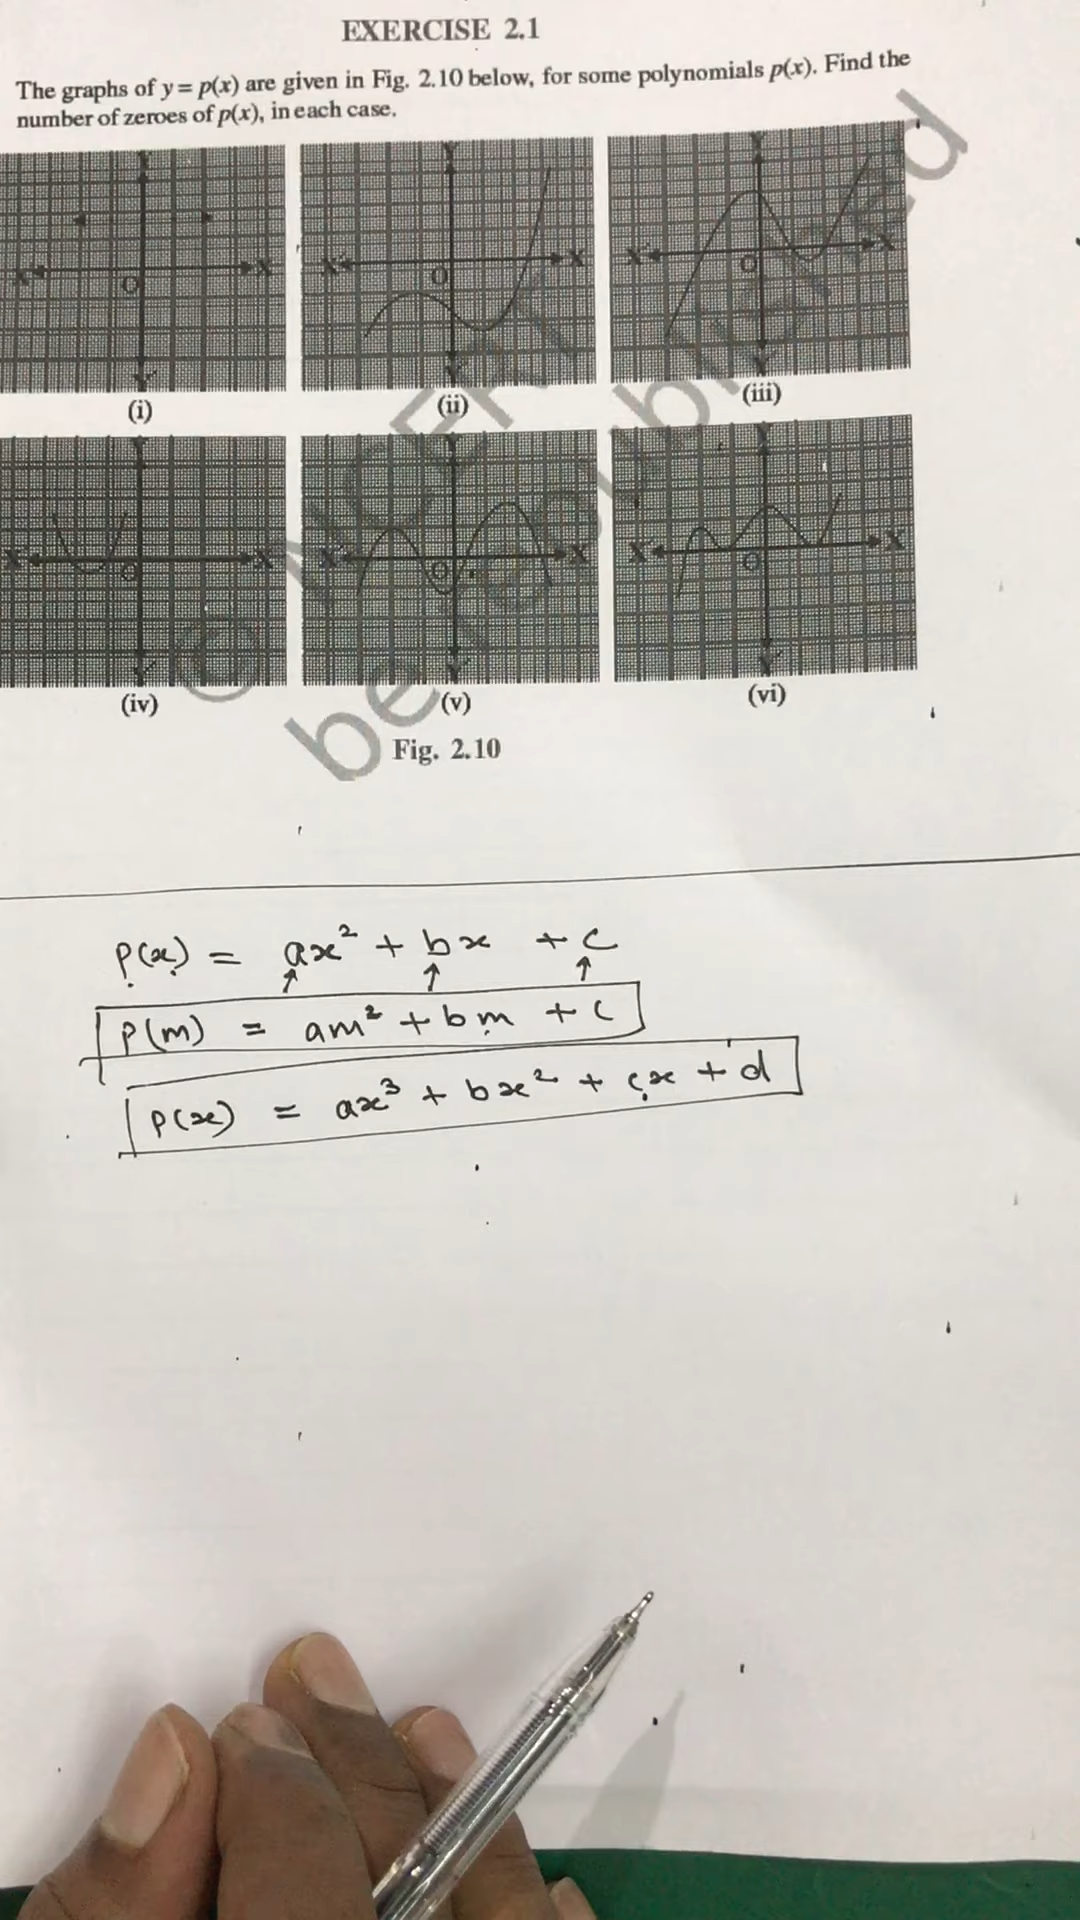 EXERCISE 2.1
The graphs of y = p(x) are given in Fig. 2.10 below, for some polynomials p(x). Find the
number of zeroes of p(x), in each case.
Y Y Y
X' O X X' O X X' O X
Y' Y' Y'
(i) (ii) (iii)
Y Y Y
X' O X X' O X X' O X
Y' Y' Y'
(iv) (v) (vi)
Fig. 2.10
p(x) = ax² + bx + c
p(m) = am² + bm + c
p(x) = ax³ + bx² + cx + d